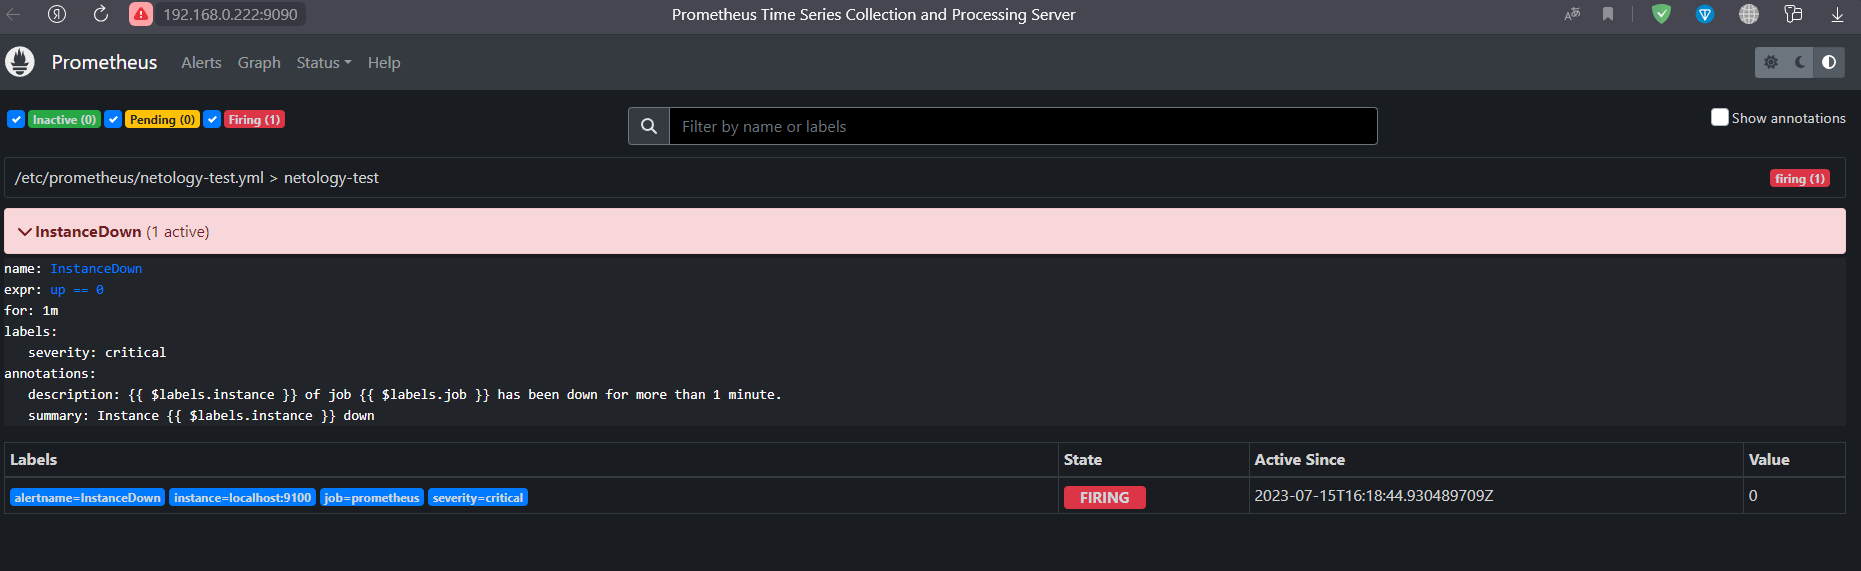 192.168.0.222:9090 Prometheus Time Series Collection and Processing Server
Prometheus Alerts Graph Status Help
Inactive (0) Pending (0) Firing (1) Filter by name or labels Show annotations
/etc/prometheus/netology-test.yml > netology-test firing (1)
InstanceDown (1 active)
name: InstanceDown
expr: up == 0
for: 1m
labels:
severity: critical
annotations:
description: {{ $labels.instance }} of job {{ $labels.job }} has been down for more than 1 minute.
summary: Instance {{ $labels.instance }} down
Labels State Active Since Value
alertname=InstanceDown instance=localhost:9100 job=prometheus severity=critical FIRING 2023-07-15T16:18:44.930489709Z 0